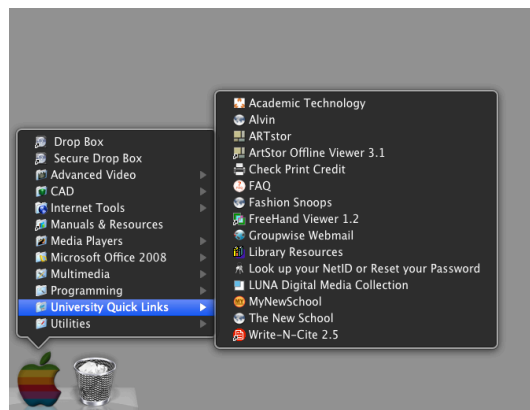 Drop Box
Secure Drop Box
Advanced Video
CAD
Internet Tools
Manuals & Resources
Media Players
Microsoft Office 2008
Multimedia
Programming
University Quick Links
Utilities
Academic Technology
Alvin
ARTstor
ArtStor Offline Viewer 3.1
Check Print Credit
FAQ
Fashion Snoops
FreeHand Viewer 1.2
Groupwise Webmail
Library Resources
Look up your NetID or Reset your Password
LUNA Digital Media Collection
MyNewSchool
The New School
Write-N-Cite 2.5